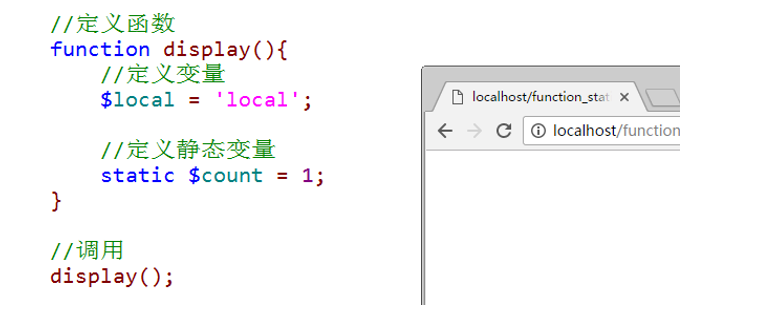 //定义函数
function display(){
    //定义变量
    $local = 'local';
    //定义静态变量
    static $count = 1;
}
//调用
display();
localhost/function_stat
localhost/function